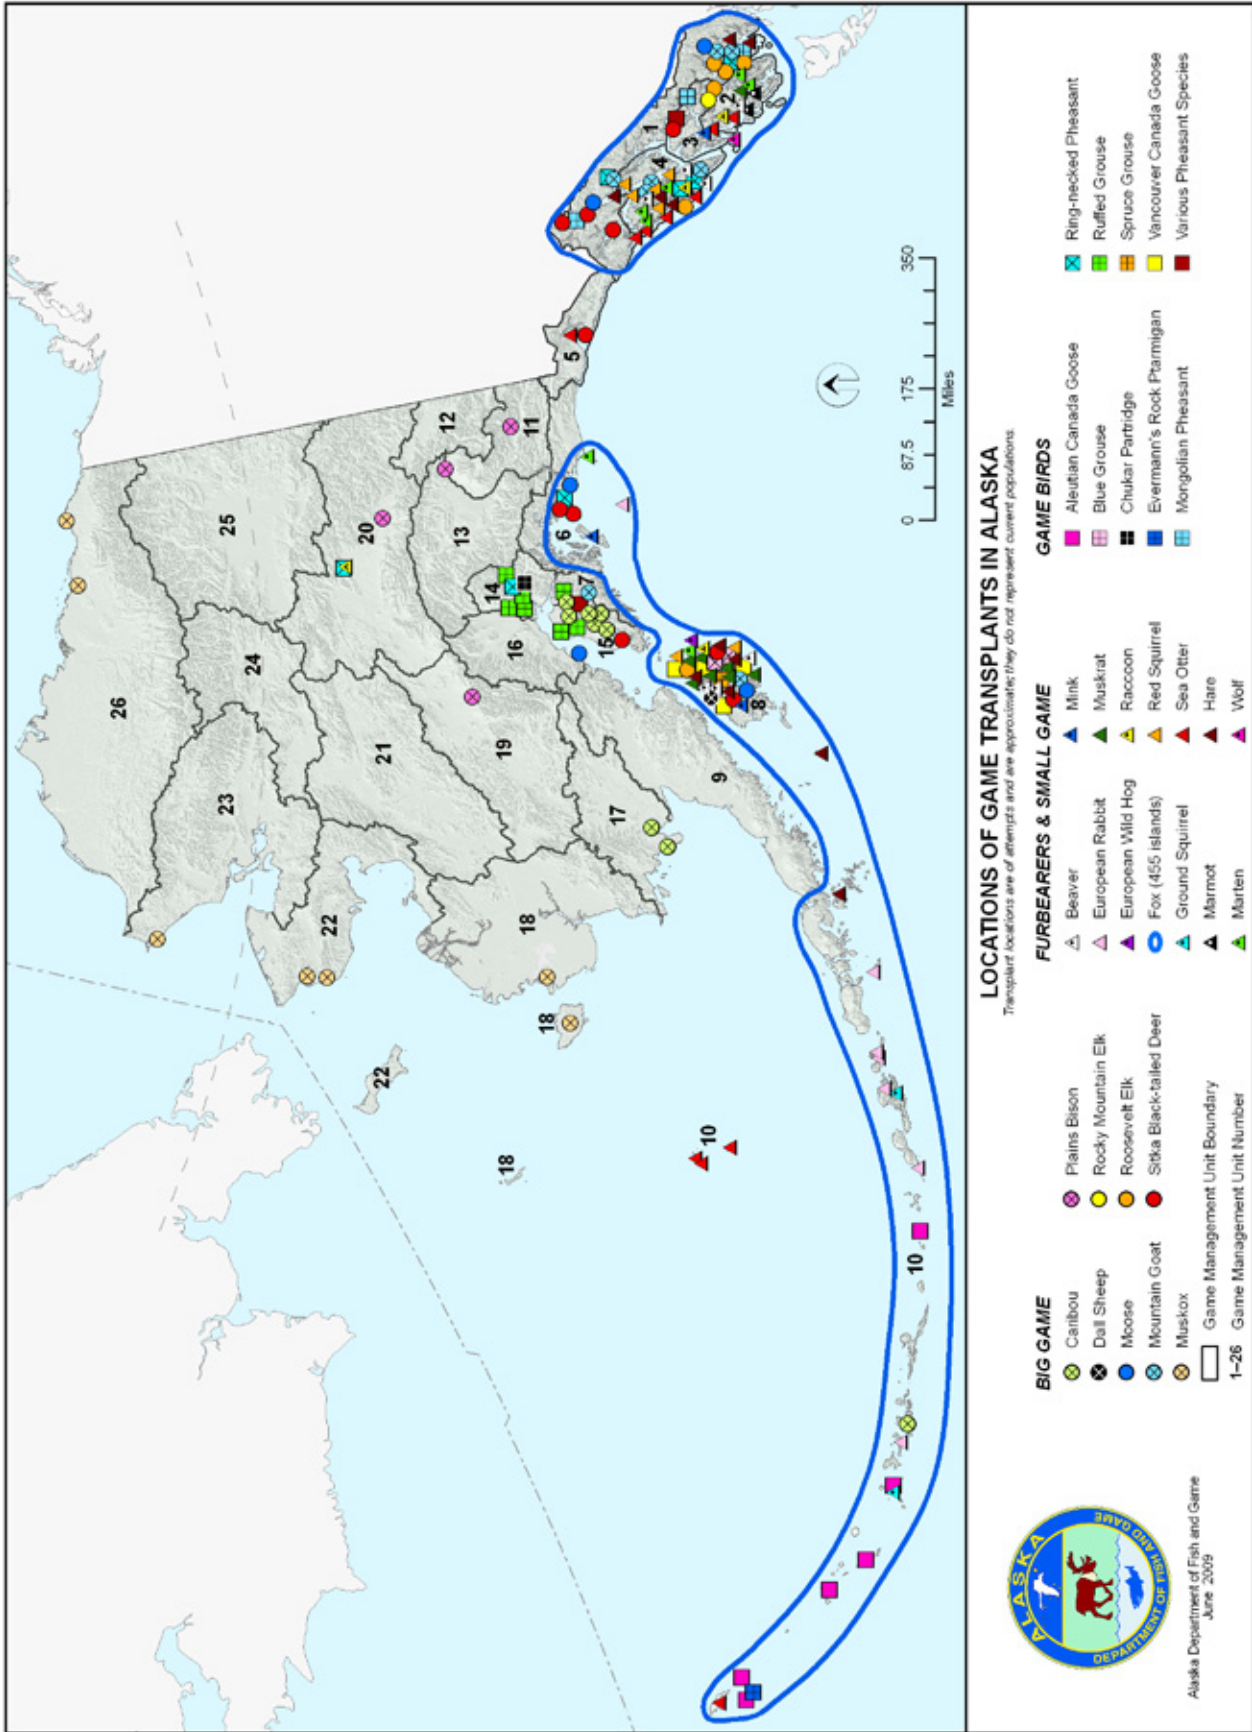 26
25
24
23
22
22
21
20
19
18
18
18
17
16
15
14
13
12
11
10
10
9
8
7
6
5
4
3
2
1
0 87.5 175 350
Miles
LOCATIONS OF GAME TRANSPLANTS IN ALASKA
Transplant locations are of attempts and are approximate; they do not represent current populations.
ALASKA
DEPARTMENT OF FISH AND GAME
Alaska Department of Fish and Game
June 2009
BIG GAME
Caribou
Dall Sheep
Moose
Mountain Goat
Muskox
Plains Bison
Rocky Mountain Elk
Roosevelt Elk
Sitka Black-tailed Deer
Game Management Unit Boundary
1–26 Game Management Unit Number
FURBEARERS & SMALL GAME
Beaver
European Rabbit
European Wild Hog
Fox (455 islands)
Ground Squirrel
Marmot
Marten
Mink
Muskrat
Raccoon
Red Squirrel
Sea Otter
Hare
Wolf
GAME BIRDS
Aleutian Canada Goose
Blue Grouse
Chukar Partridge
Evermann's Rock Ptarmigan
Mongolian Pheasant
Ring-necked Pheasant
Ruffed Grouse
Spruce Grouse
Vancouver Canada Goose
Various Pheasant Species